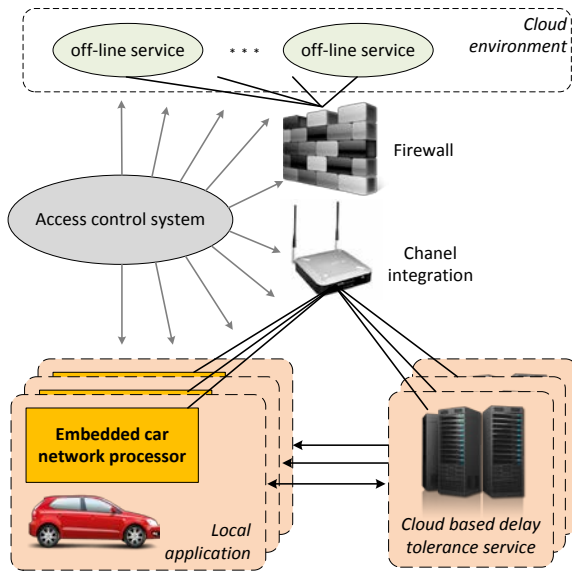 Cloud
environment
off-line service
* * *
off-line service
Firewall
Access control system
Chanel
integration
Embedded car
network processor
Local
application
Cloud based delay
tolerance service